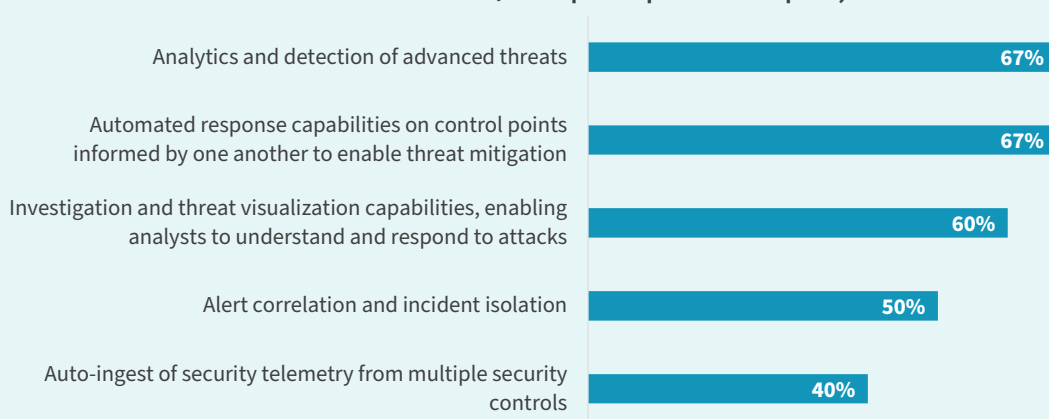 Analytics and detection of advanced threats
67%
Automated response capabilities on control points
informed by one another to enable threat mitigation
67%
Investigation and threat visualization capabilities, enabling
analysts to understand and respond to attacks
60%
Alert correlation and incident isolation
50%
Auto-ingest of security telemetry from multiple security
controls
40%